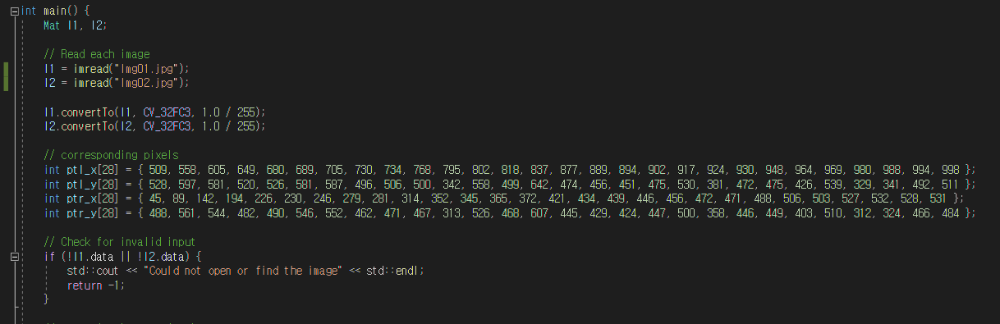 int main() {
Mat I1, I2;
// Read each image
I1 = imread("Img01.jpg");
I2 = imread("Img02.jpg");
I1.convertTo(I1, CV_32FC3, 1.0 / 255);
I2.convertTo(I2, CV_32FC3, 1.0 / 255);
// corresponding pixels
int ptl_x[28] = { 509, 558, 605, 649, 680, 689, 705, 730, 734, 768, 795, 802, 818, 837, 877, 889, 894, 902, 917, 924, 930, 948, 964, 969, 980, 988, 994, 998 };
int ptl_y[28] = { 528, 597, 581, 520, 526, 581, 587, 496, 506, 500, 342, 558, 499, 642, 474, 456, 451, 475, 530, 381, 472, 475, 426, 539, 329, 341, 492, 511 };
int ptr_x[28] = { 45, 89, 142, 194, 226, 230, 246, 279, 281, 314, 352, 345, 365, 372, 421, 434, 439, 446, 456, 472, 471, 488, 506, 503, 527, 532, 528, 531 };
int ptr_y[28] = { 488, 561, 544, 482, 490, 546, 552, 462, 471, 467, 313, 526, 468, 607, 445, 429, 424, 447, 500, 358, 446, 449, 403, 510, 312, 324, 466, 484 };
// Check for invalid input
if (!I1.data || !I2.data) {
std::cout << "Could not open or find the image" << std::endl;
return -1;
}